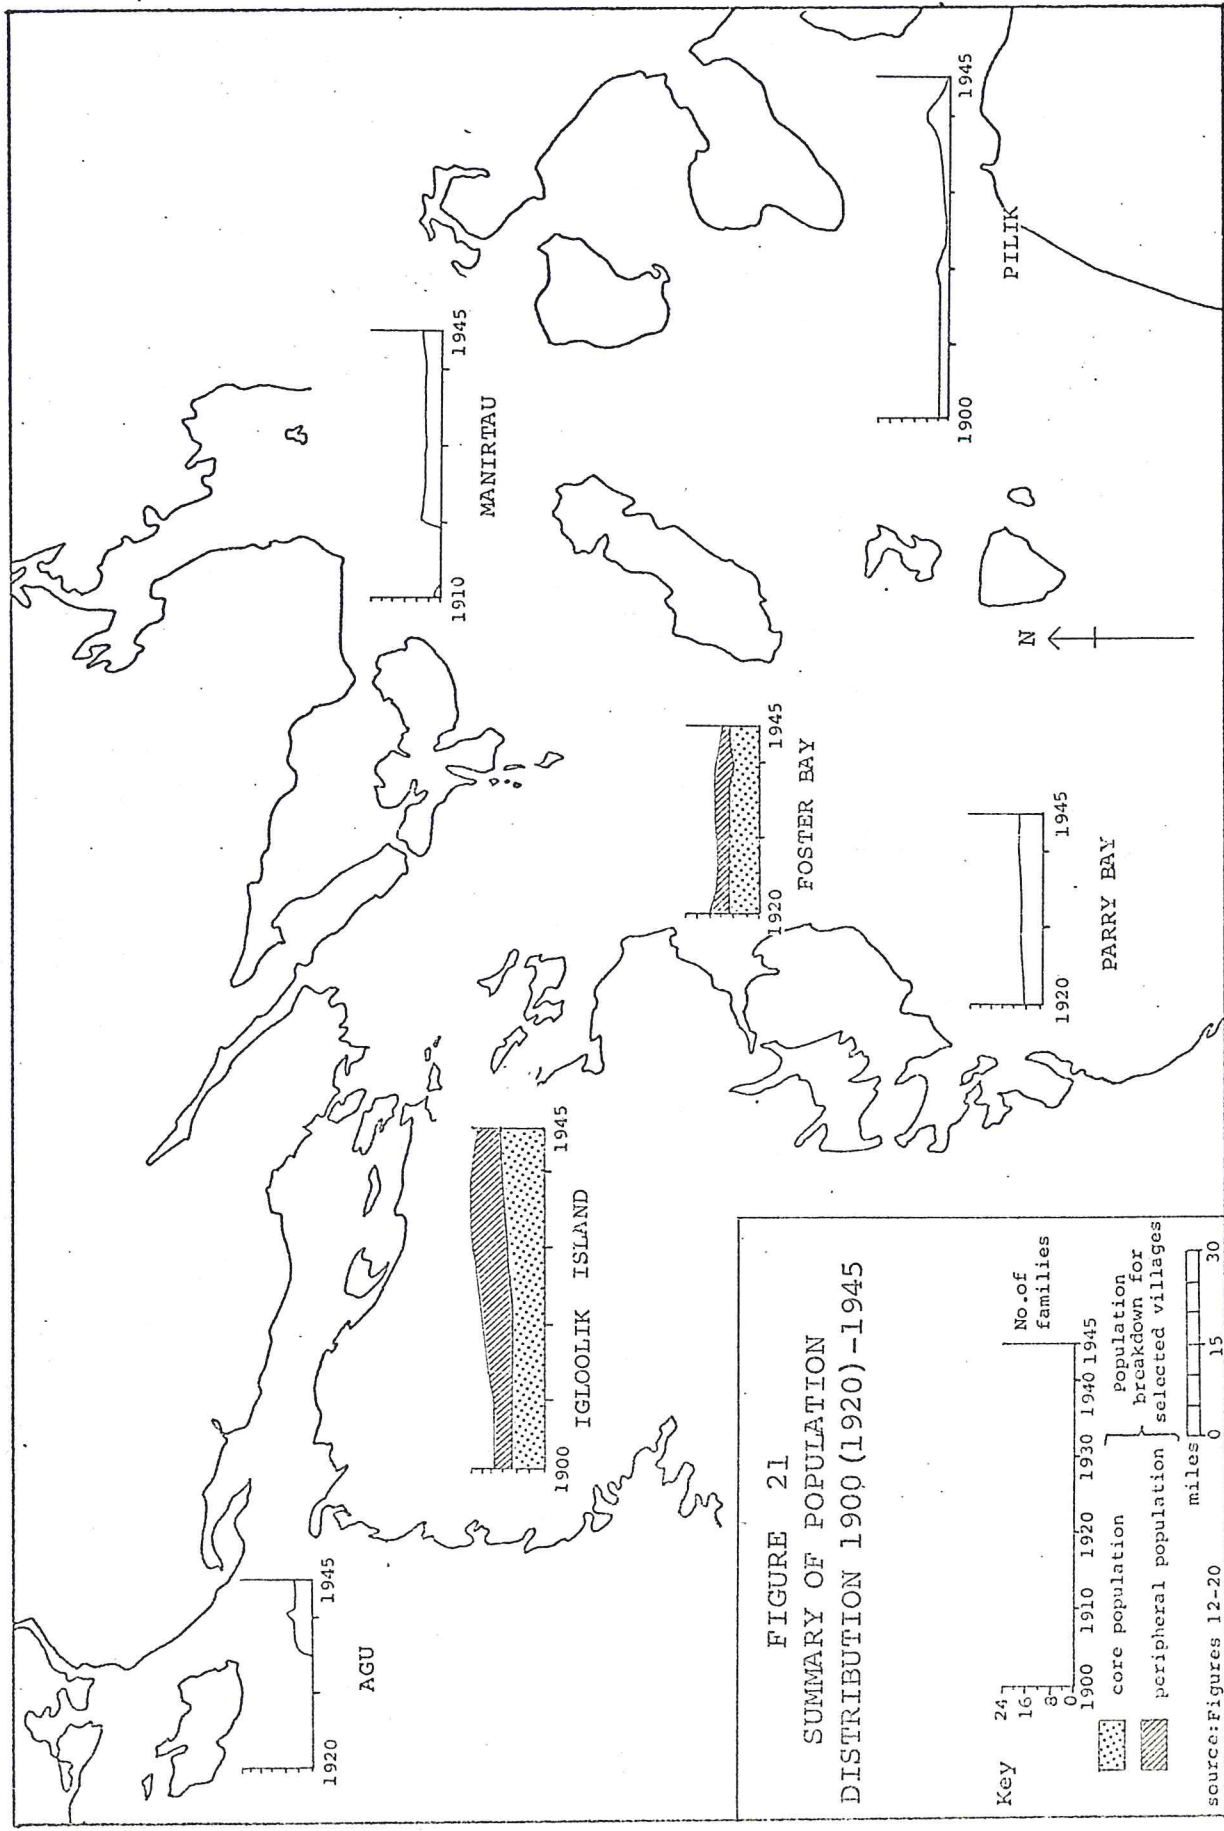 AGU
1920
1945
IGLOOLIK ISLAND
1900
1945
MANIRTAU
1910
1945
FOSTER BAY
1920
1945
PARRY BAY
1920
1945
PILIK
1900
1945
N
FIGURE 21
SUMMARY OF POPULATION
DISTRIBUTION 1900 (1920)-1945
Key
24
16
8
0
1900 1910 1920 1930 1940 1945
No.of
families
core population
peripheral population
Population
breakdown for
selected villages
miles 0 15 30
source:Figures 12-20